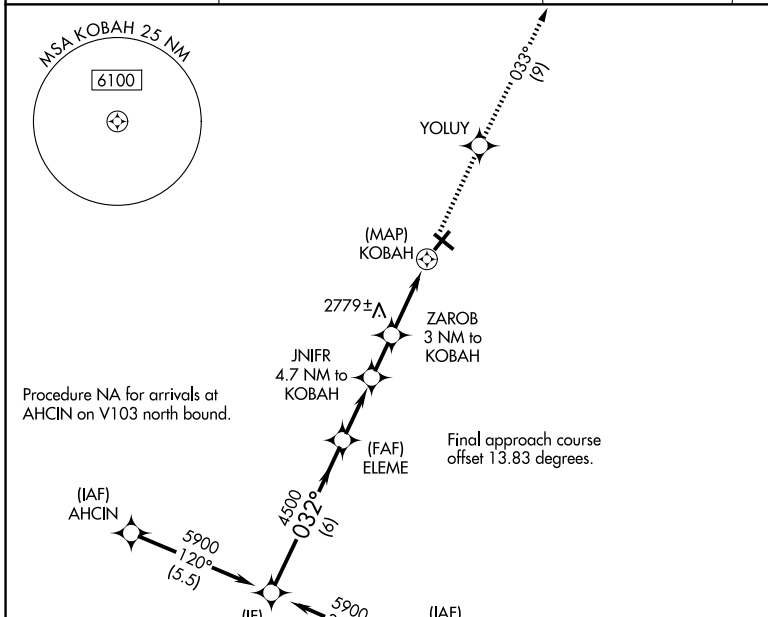 MSA KOBAH 25 NM
6100
033°
(9)
YOLUY
(MAP)
KOBAH
2779±
ZAROB
3 NM to
KOBAH
JNIFR
4.7 NM to
KOBAH
Procedure NA for arrivals at
AHCIN on V103 north bound.
(FAF)
ELEME
Final approach course
offset 13.83 degrees.
4500
032°
(6)
(IAF)
AHCIN
5900
120°
(5.5)
5900
(IF)
(IAF)